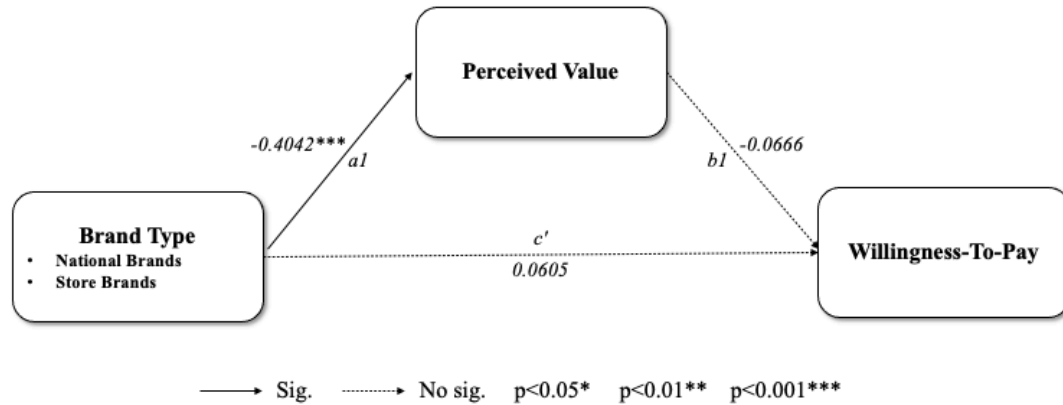 Perceived Value
-0.4042***
a1
b1
-0.0666
Brand Type
• National Brands
• Store Brands
c'
0.0605
Willingness-To-Pay
Sig. No sig. p<0.05* p<0.01** p<0.001***